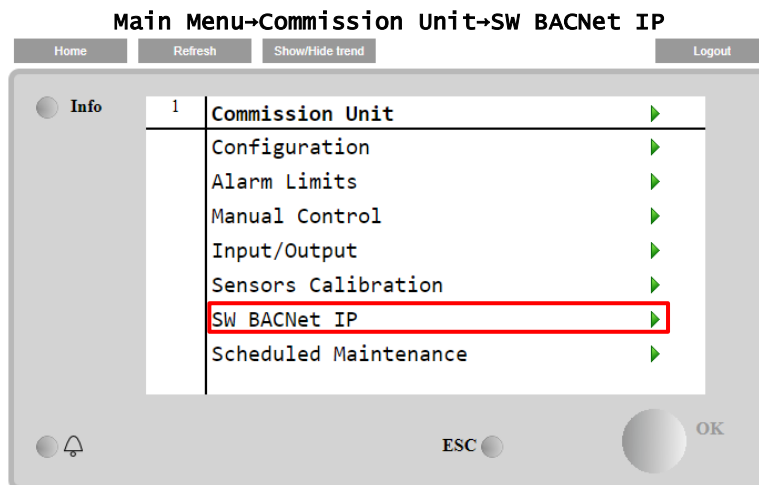 Main Menu→Commission Unit→SW BACNet IP
Home Refresh Show/Hide trend Logout
Info
1 Commission Unit
Configuration
Alarm Limits
Manual Control
Input/Output
Sensors Calibration
SW BACNet IP
Scheduled Maintenance
OK
ESC